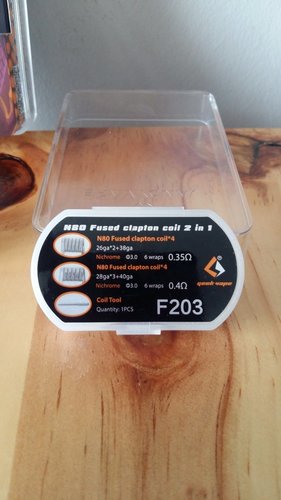 N80 Fused clapton coil 2 in 1
N80 Fused clapton coil*4
26ga*2+38ga
Nichrome Φ3.0 6 wraps 0.35Ω
N80 Fused clapton coil*4
28ga*3+40ga
Nichrome Φ3.0 6 wraps 0.4Ω
Coil Tool
Quantity: 1PCS
F203
geek vape